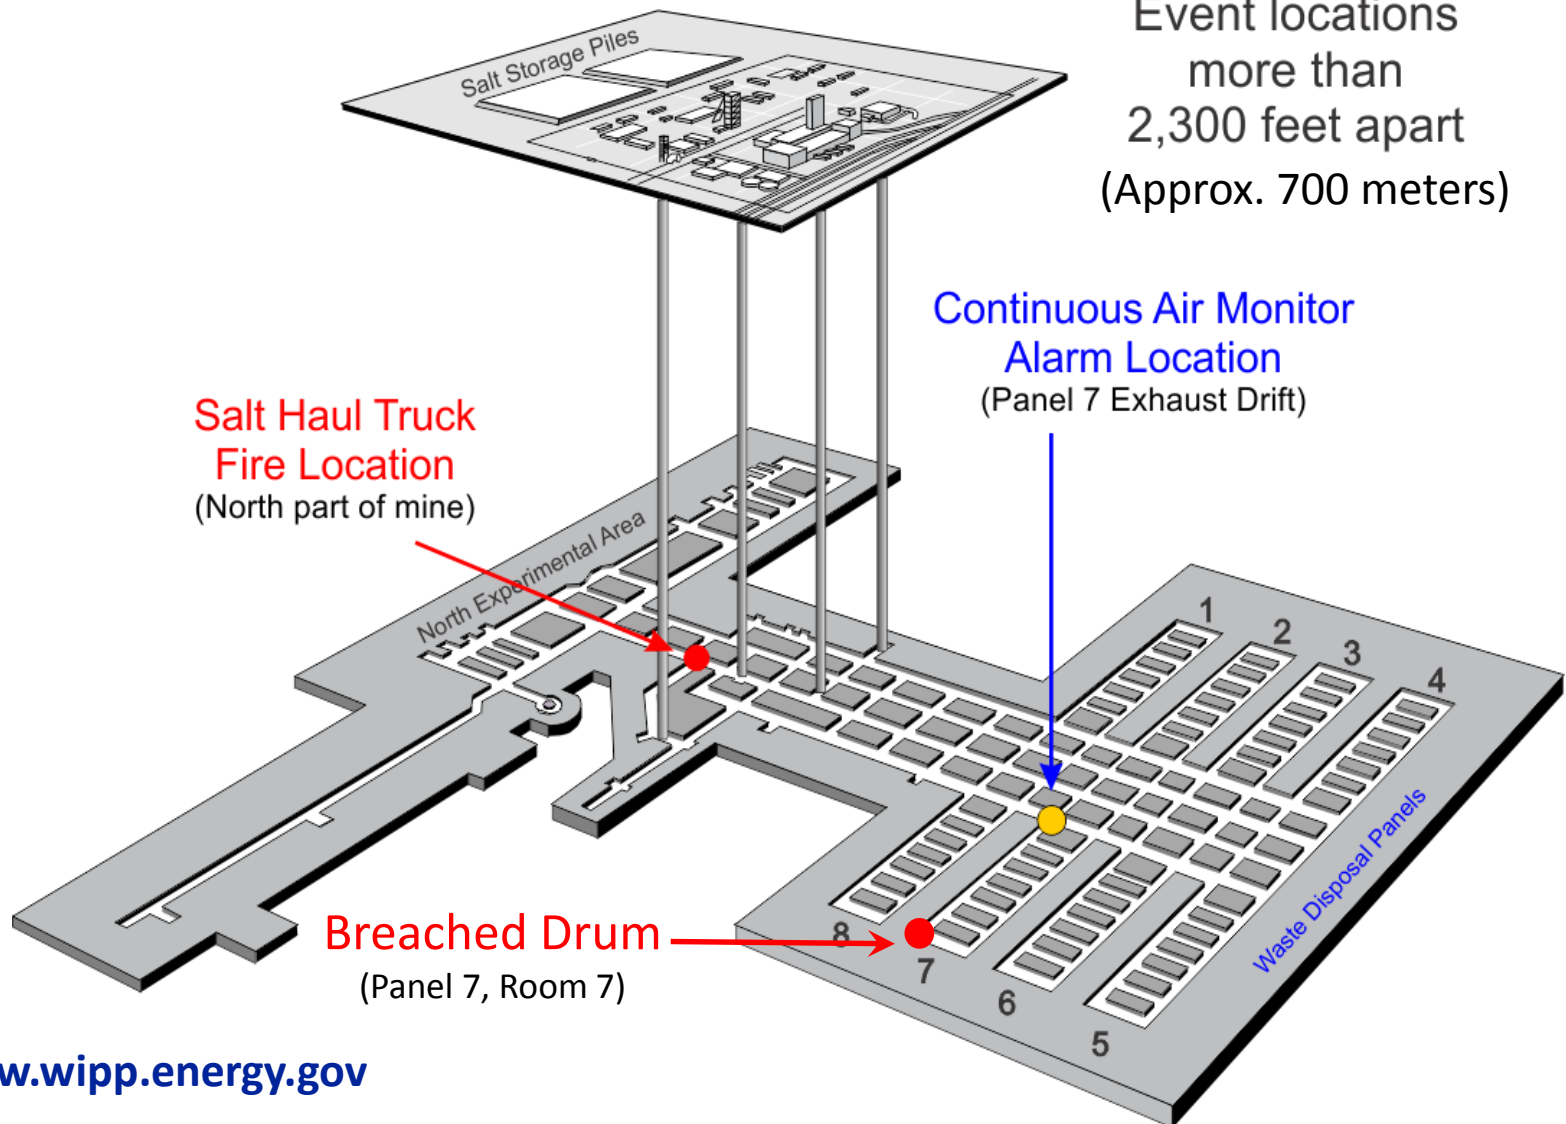 Event locations
more than
2,300 feet apart
(Approx. 700 meters)
Salt Storage Piles
Continuous Air Monitor
Alarm Location
(Panel 7 Exhaust Drift)
Salt Haul Truck
Fire Location
(North part of mine)
North Experimental Area
1
2
3
4
Waste Disposal Panels
Breached Drum
(Panel 7, Room 7)
8
7
6
5
w.wipp.energy.gov